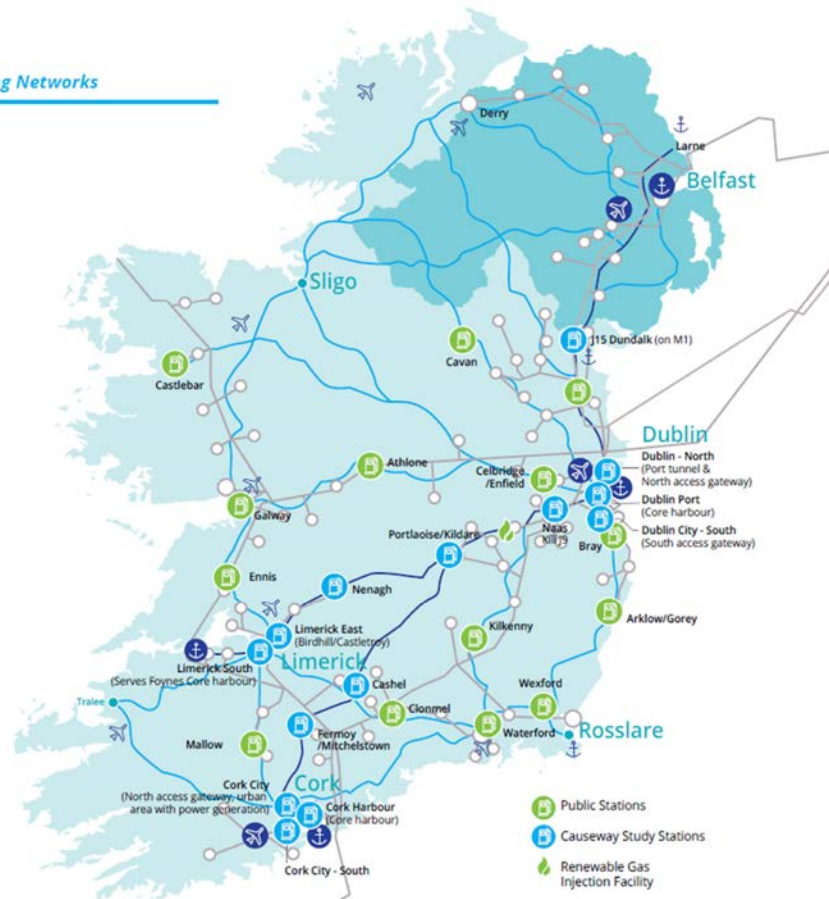 g Networks
Derry
Larne
Belfast
Sligo
J15 Dundalk (on M1)
Cavan
Castlebar
Dublin
Dublin - North
(Port tunnel &
North access gateway)
Athlone
Celbridge
/Enfield
Dublin Port
(Core harbour)
Galway
Portlaoise/Kildare
Naas
Dublin City - South
(South access gateway)
Bray
Ennis
Nenagh
Arklow/Gorey
Kilkenny
Limerick East
(Birdhill/Castletroy)
Limerick South
(Serves Foynes Core harbour)
Limerick
Cashel
Wexford
Tralee
Clonmel
Rosslare
Mallow
Fermoy
/Mitchelstown
Waterford
Cork City
(North access gateway, urban
area with power generation)
Cork
Cork Harbour
(Core harbour)
Cork City - South
Public Stations
Causeway Study Stations
Renewable Gas
Injection Facility